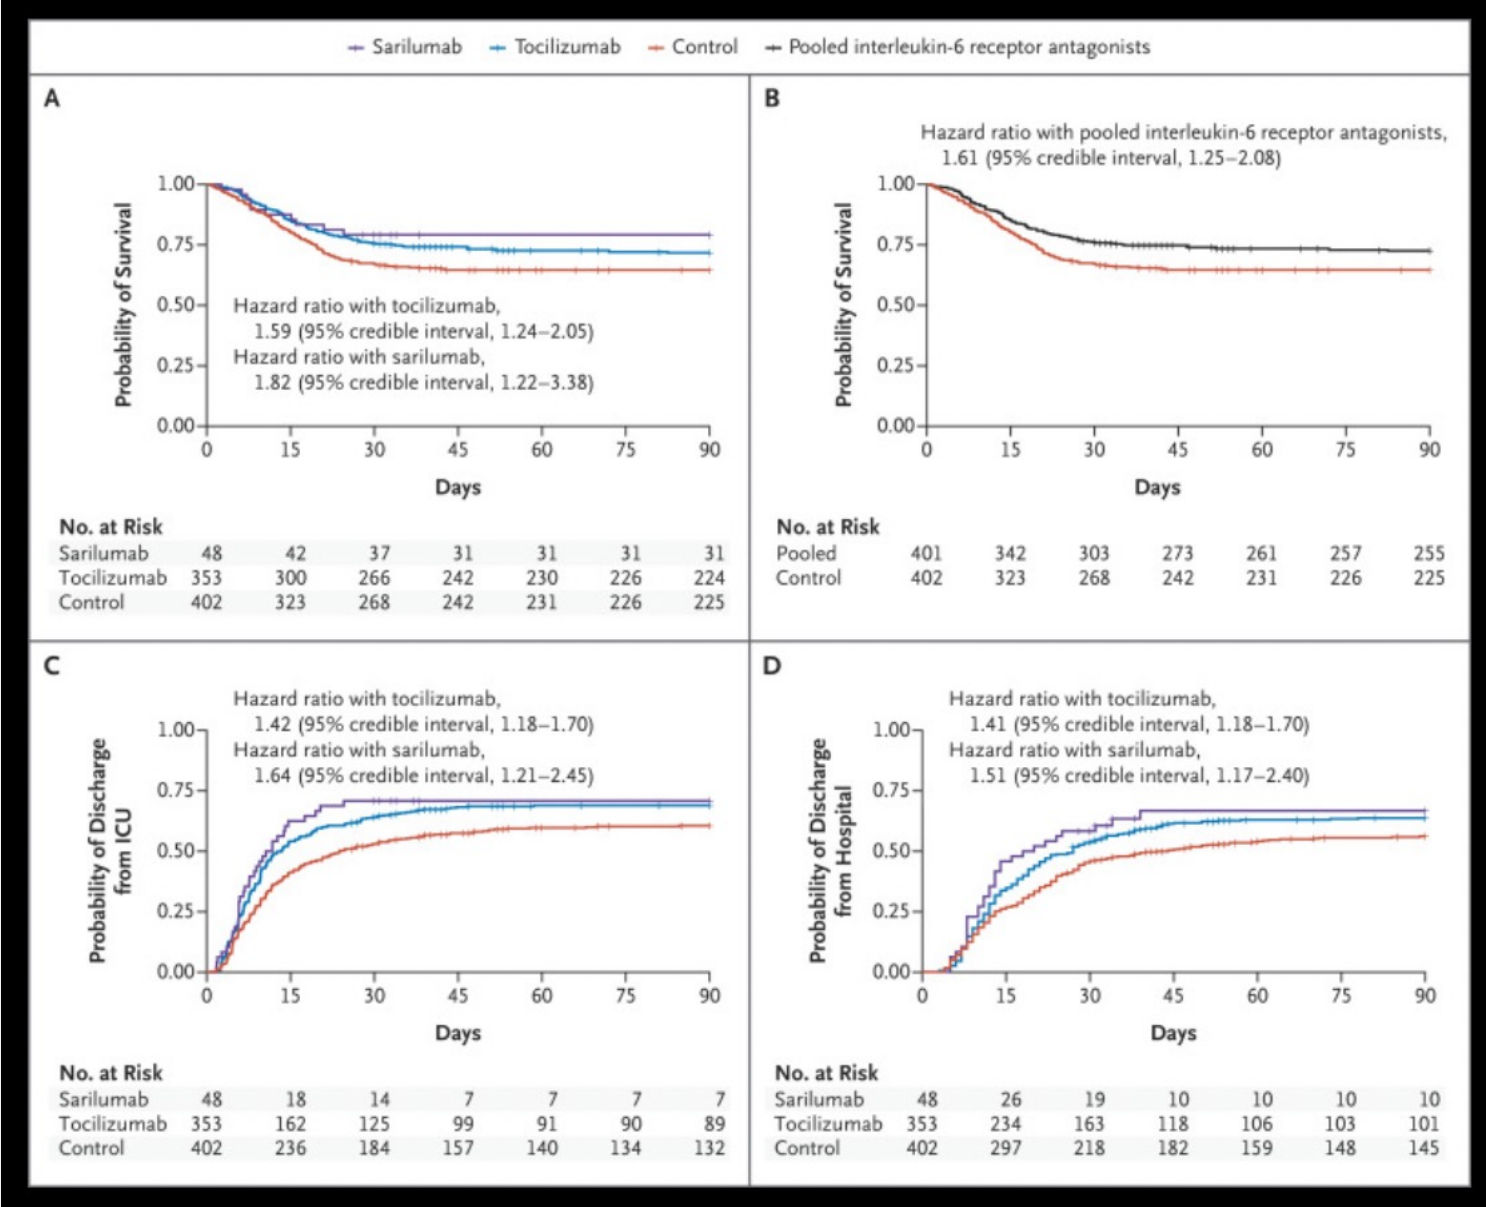 Sarilumab Tocilizumab Control Pooled interleukin-6 receptor antagonists
A
Hazard ratio with tocilizumab,
1.59 (95% credible interval, 1.24–2.05)
Hazard ratio with sarilumab,
1.82 (95% credible interval, 1.22–3.38)
Probability of Survival
1.00
0.75
0.50
0.25
0.00
0 15 30 45 60 75 90
Days
No. at Risk
Sarilumab 48 42 37 31 31 31 31
Tocilizumab 353 300 266 242 230 226 224
Control 402 323 268 242 231 226 225
B
Hazard ratio with pooled interleukin-6 receptor antagonists,
1.61 (95% credible interval, 1.25–2.08)
Probability of Survival
1.00
0.75
0.50
0.25
0.00
0 15 30 45 60 75 90
Days
No. at Risk
Pooled 401 342 303 273 261 257 255
Control 402 323 268 242 231 226 225
C
Hazard ratio with tocilizumab,
1.42 (95% credible interval, 1.18–1.70)
Hazard ratio with sarilumab,
1.64 (95% credible interval, 1.21–2.45)
Probability of Discharge
from ICU
1.00
0.75
0.50
0.25
0.00
0 15 30 45 60 75 90
Days
No. at Risk
Sarilumab 48 18 14 7 7 7 7
Tocilizumab 353 162 125 99 91 90 89
Control 402 236 184 157 140 134 132
D
Hazard ratio with tocilizumab,
1.41 (95% credible interval, 1.18–1.70)
Hazard ratio with sarilumab,
1.51 (95% credible interval, 1.17–2.40)
Probability of Discharge
from Hospital
1.00
0.75
0.50
0.25
0.00
0 15 30 45 60 75 90
Days
No. at Risk
Sarilumab 48 26 19 10 10 10 10
Tocilizumab 353 234 163 118 106 103 101
Control 402 297 218 182 159 148 145